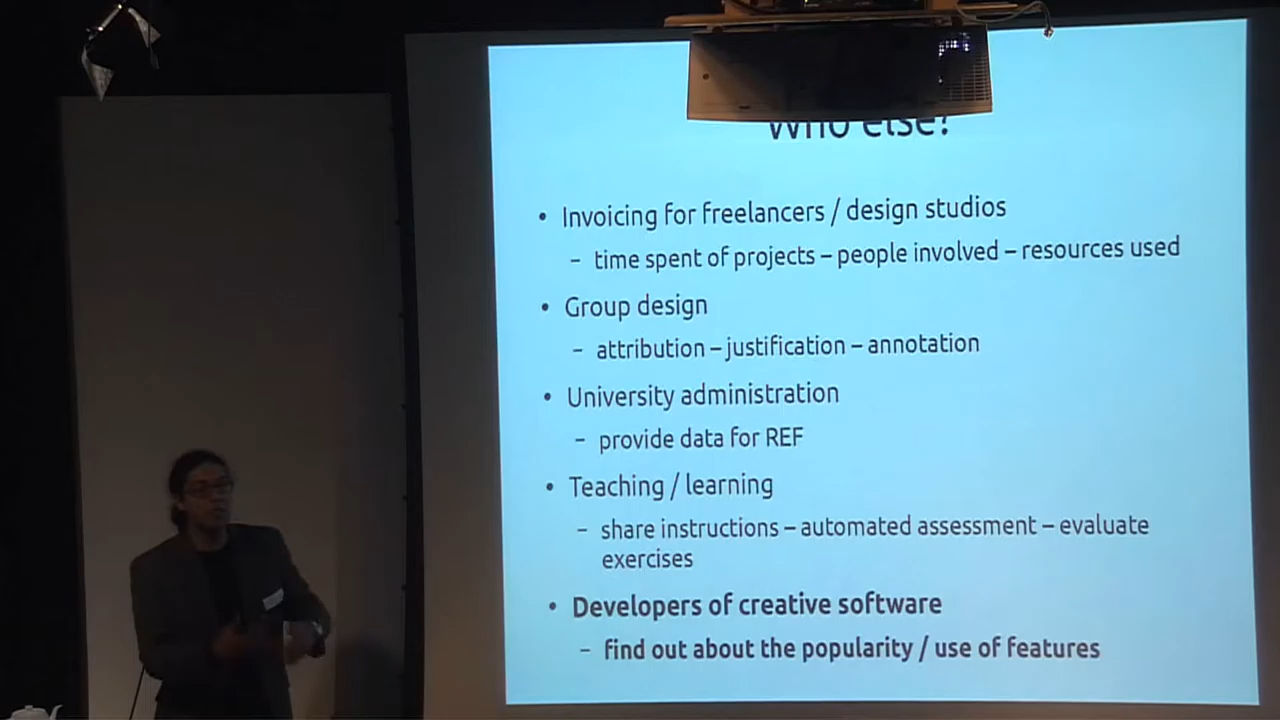 Who else?
• Invoicing for freelancers / design studios
– time spent of projects – people involved – resources used
• Group design
– attribution – justification – annotation
• University administration
– provide data for REF
• Teaching / learning
– share instructions – automated assessment – evaluate
exercises
• Developers of creative software
– find out about the popularity / use of features